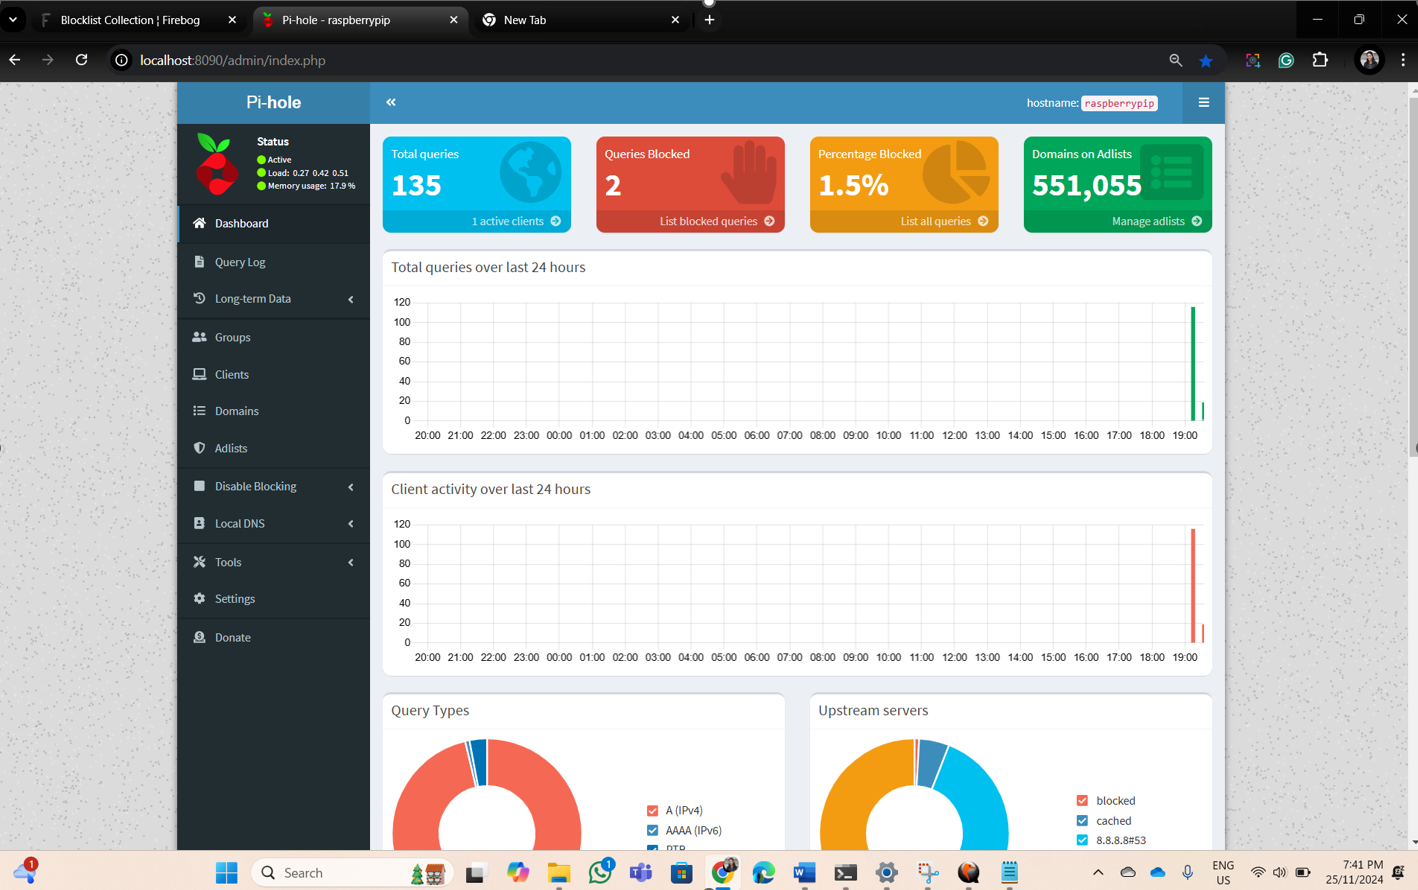 Blocklist Collection ¦ Firebog
Pi-hole - raspberrypip
New Tab
localhost:8090/admin/index.php
Pi-hole
hostname: raspberrypip
Status
Active
Load: 0.27 0.42 0.51
Memory usage: 17.9 %
Dashboard
Query Log
Long-term Data
Groups
Clients
Domains
Adlists
Disable Blocking
Local DNS
Tools
Settings
Donate
Total queries
135
1 active clients
Queries Blocked
2
List blocked queries
Percentage Blocked
1.5%
List all queries
Domains on Adlists
551,055
Manage adlists
Total queries over last 24 hours
120
100
80
60
40
20
0
20:00 21:00 22:00 23:00 00:00 01:00 02:00 03:00 04:00 05:00 06:00 07:00 08:00 09:00 10:00 11:00 12:00 13:00 14:00 15:00 16:00 17:00 18:00 19:00
Client activity over last 24 hours
120
100
80
60
40
20
0
20:00 21:00 22:00 23:00 00:00 01:00 02:00 03:00 04:00 05:00 06:00 07:00 08:00 09:00 10:00 11:00 12:00 13:00 14:00 15:00 16:00 17:00 18:00 19:00
Query Types
A (IPv4)
AAAA (IPv6)
PTR
Upstream servers
blocked
cached
8.8.8.8#53
1
Search
1
ENG
US
7:41 PM
25/11/2024